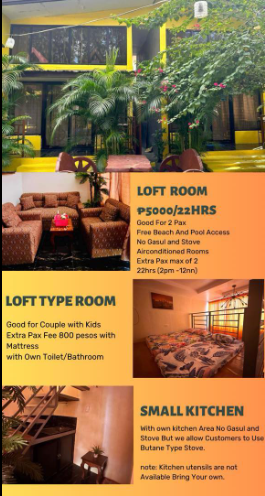 LOFT ROOM
₱5000/22HRS
Good For 2 Pax
Free Beach And Pool Access
No Gasul and Stove
Airconditioned Rooms
Extra Pax max of 2
22hrs (2pm -12nn)
LOFT TYPE ROOM
Good for Couple with Kids
Extra Pax Fee 800 pesos with
Mattress
with Own Toilet/Bathroom
SMALL KITCHEN
With own kitchen Area No Gasul and
Stove But we allow Customers to Use
Butane Type Stove.
note: Kitchen utensils are not
Available Bring Your own.